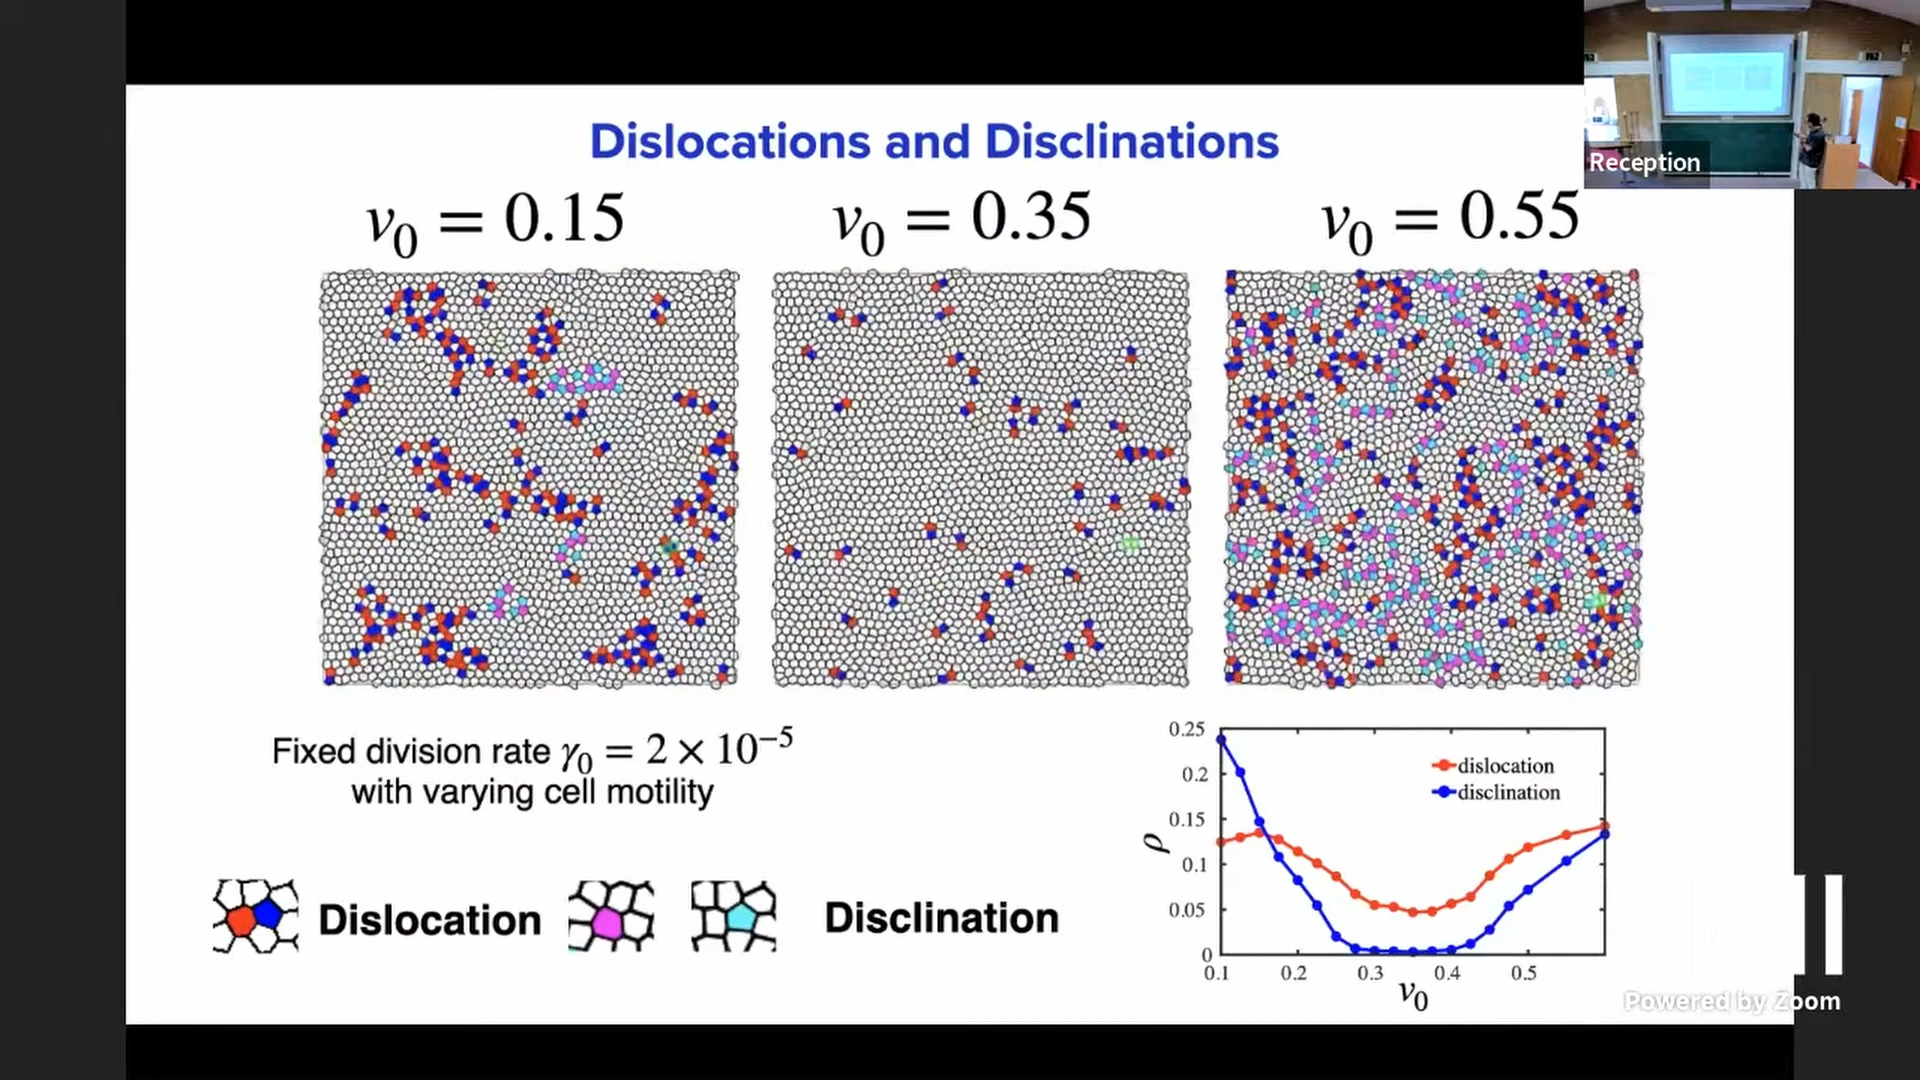 Dislocations and Disclinations
Reception
v₀ = 0.15
v₀ = 0.35
v₀ = 0.55
Fixed division rate γ₀ = 2 × 10⁻⁵
with varying cell motility
Dislocation
Disclination
0.25
0.2
0.15
0.1
0.05
0
ρ
dislocation
disclination
0.1 0.2 0.3 0.4 0.5
v₀
Powered by Zoom